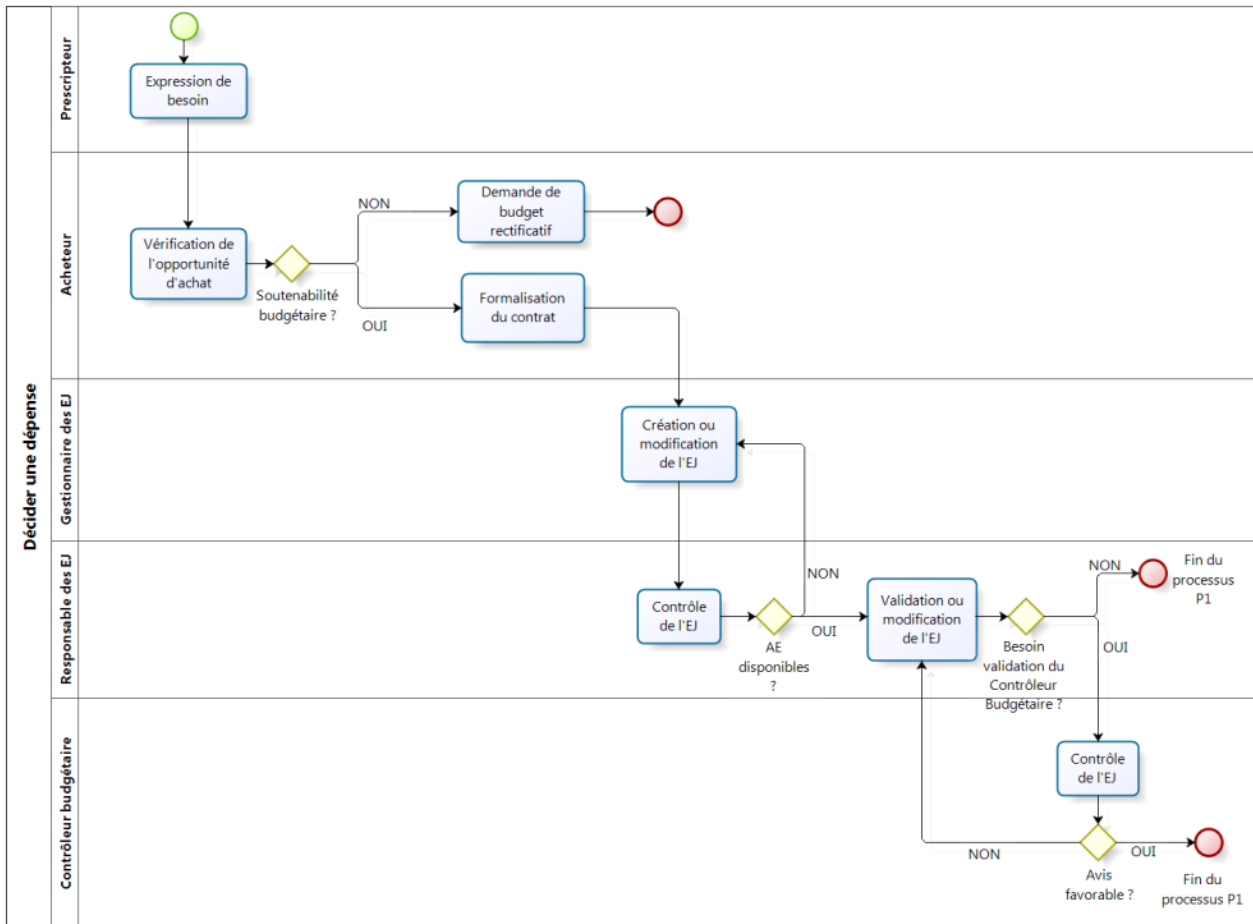 Décider une dépense
Prescripteur
Expression de
besoin
Acheteur
Vérification de
l'opportunité
d'achat
Soutenabilité
budgétaire ?
NON
Demande de
budget
rectificatif
OUI
Formalisation
du contrat
Gestionnaire des EJ
Création ou
modification
de l'EJ
Responsable des EJ
Contrôle
de l'EJ
AE
disponibles
?
NON
OUI
Validation ou
modification
de l'EJ
Besoin
validation du
Contrôleur
Budgétaire ?
NON
Fin du
processus
P1
OUI
Contrôleur budgétaire
Contrôle
de l'EJ
NON
Avis
favorable ?
OUI
Fin du
processus P1